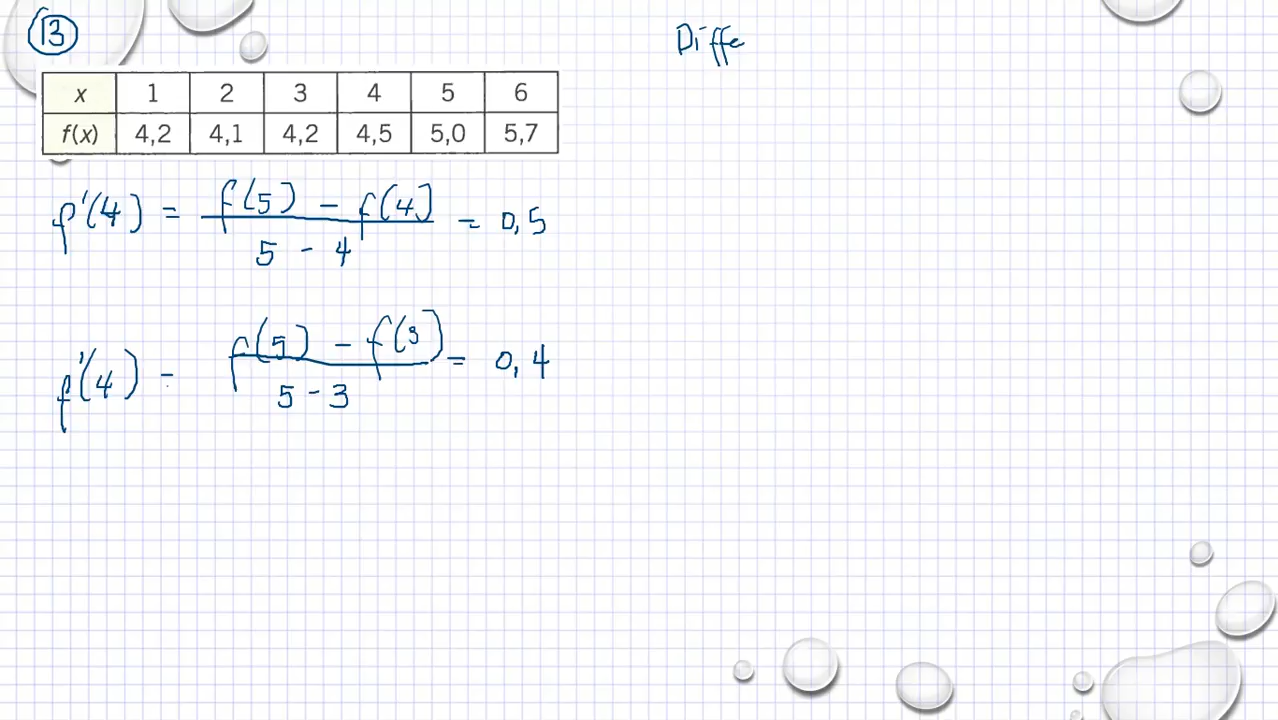 13
Diffe
x 1 2 3 4 5 6
f(x) 4,2 4,1 4,2 4,5 5,0 5,7
f'(4) = f(5) - f(4) / 5 - 4 = 0,5
f'(4) = f(5) - f(3) / 5 - 3 = 0,4